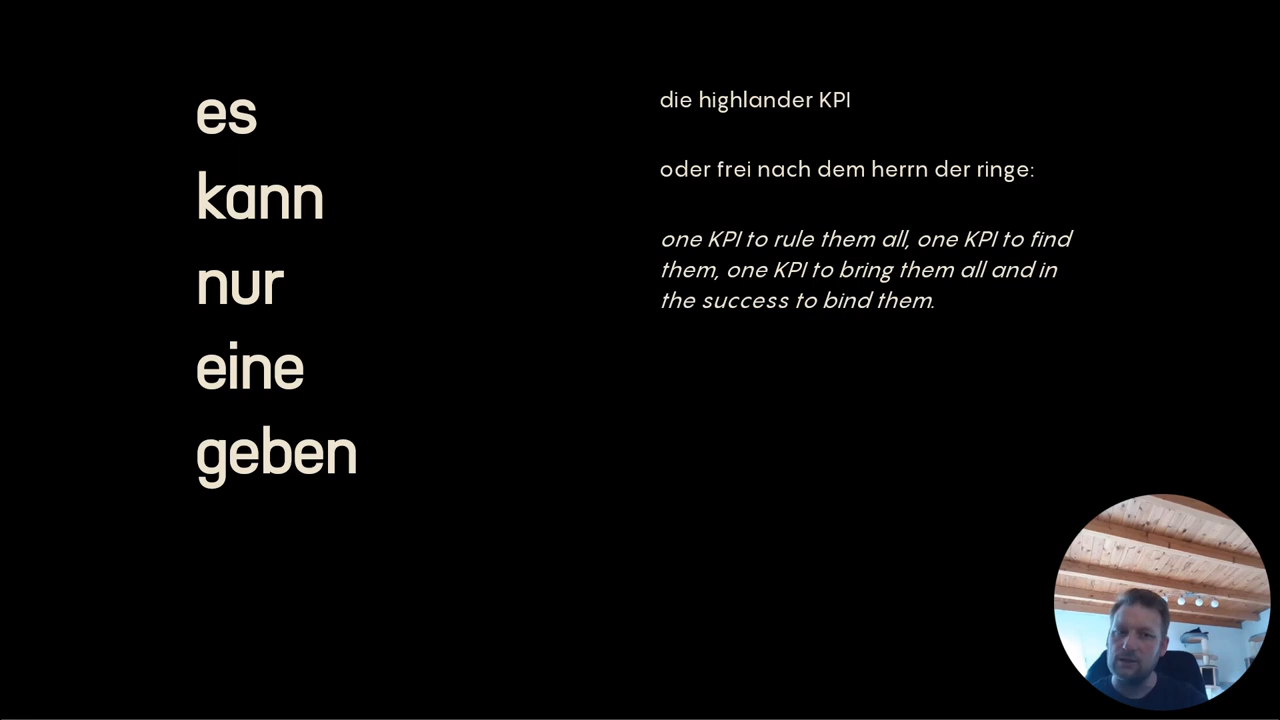 es
kann
nur
eine
geben
die highlander KPI
oder frei nach dem herrn der ringe:
one KPI to rule them all, one KPI to find
them, one KPI to bring them all and in
the success to bind them.